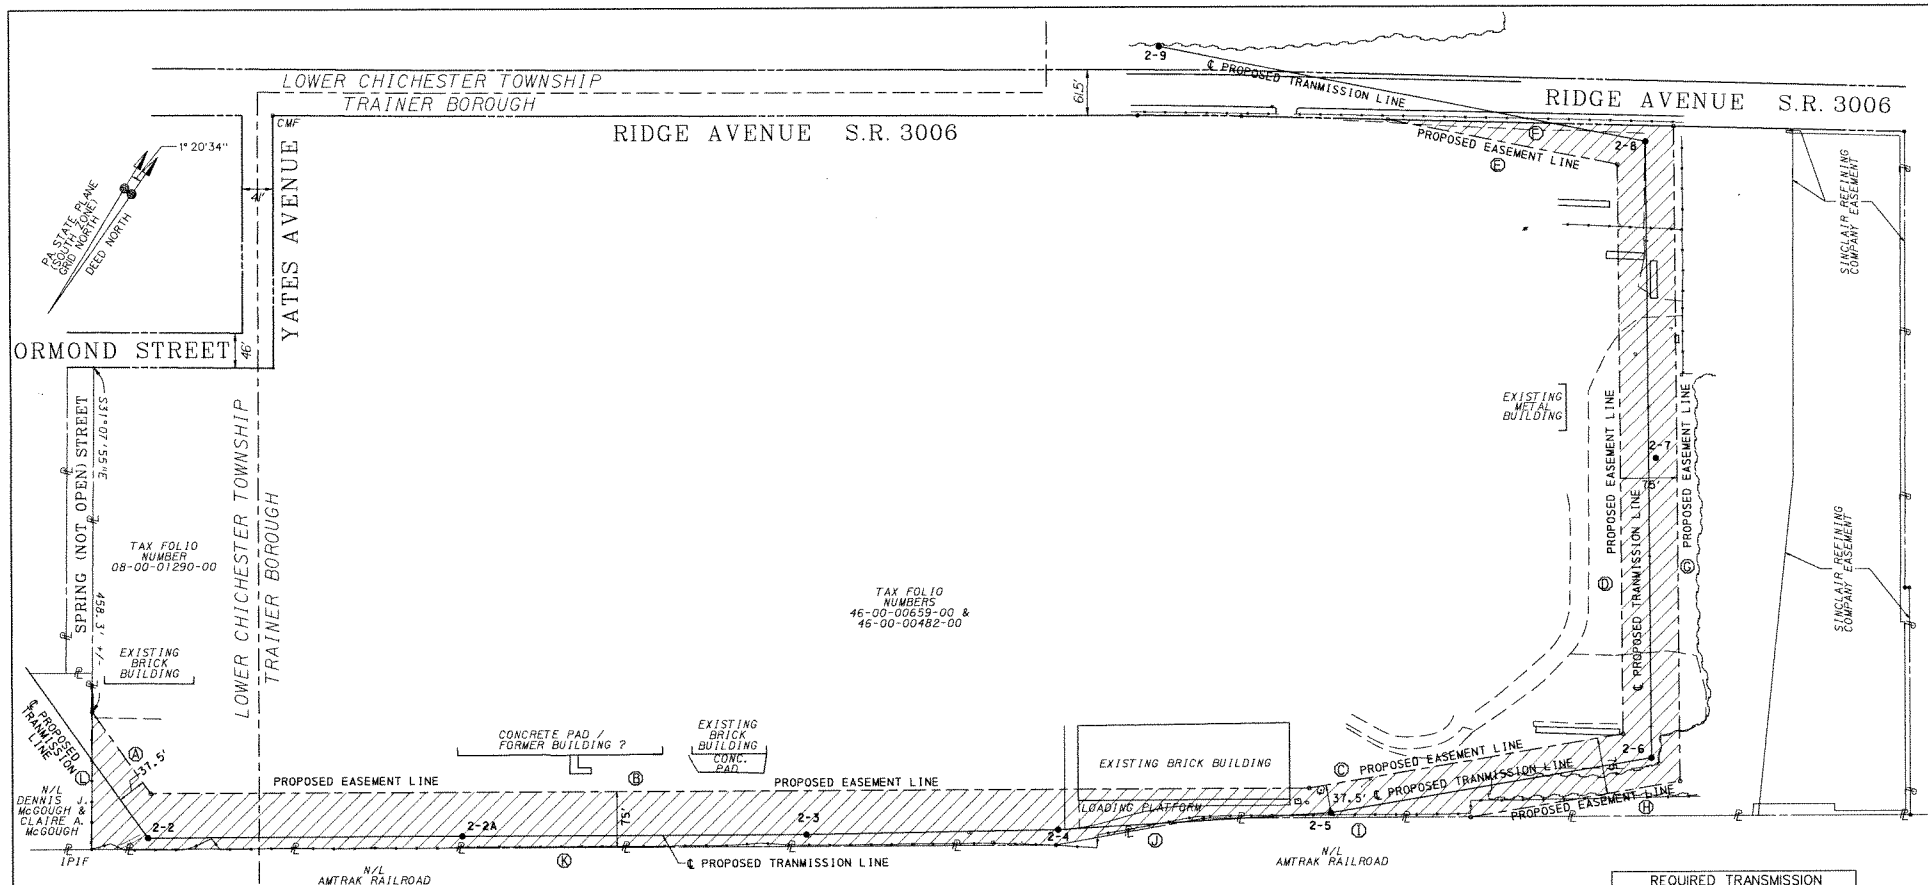 2-9
℄ PROPOSED TRANMISSION LINE
LOWER CHICHESTER TOWNSHIP
TRAINER BOROUGH
61.5'
RIDGE AVENUE S.R. 3006
CMF
RIDGE AVENUE S.R. 3006
PROPOSED EASEMENT LINE
F
E
2-8
1° 20'34"
PA. STATE PLANE
(SOUTH ZONE)
GRID NORTH
DEED NORTH
41'
YATES AVENUE
SINCLAIR REFINING
COMPANY EASEMENT
ORMOND STREET
46'
SPRING (NOT OPEN) STREET
S31°07'55"E
458.3' +/-
LOWER CHICHESTER TOWNSHIP
TRAINER BOROUGH
TAX FOLIO
NUMBER
08-00-01290-00
EXISTING
METAL
BUILDING
PROPOSED EASEMENT LINE
D
2-7
75'
℄ PROPOSED TRANSMISSION LINE
PROPOSED EASEMENT LINE
G
SINCLAIR REFINING
COMPANY EASEMENT
TAX FOLIO
NUMBERS
46-00-00659-00 &
46-00-00482-00
EXISTING
BRICK
BUILDING
℄ PROPOSED
TRANMISSION
LINE
A
37.5'
L
N/L
DENNIS J.
McGOUGH &
CLAIRE A.
McGOUGH
IPIF
CONCRETE PAD /
FORMER BUILDING ?
EXISTING
BRICK
BUILDING
CONC.
PAD
PROPOSED EASEMENT LINE
B
PROPOSED EASEMENT LINE
75'
EXISTING BRICK BUILDING
LOADING PLATFORM
C
PROPOSED EASEMENT LINE
37.5'
℄ PROPOSED TRANSMISSION LINE
2-6
PROPOSED EASEMENT LINE
H
2-2
2-2A
2-3
2-4
2-5
I
J
K
℄ PROPOSED TRANMISSION LINE
N/L
AMTRAK RAILROAD
N/L
AMTRAK RAILROAD
REQUIRED TRANSMISSION